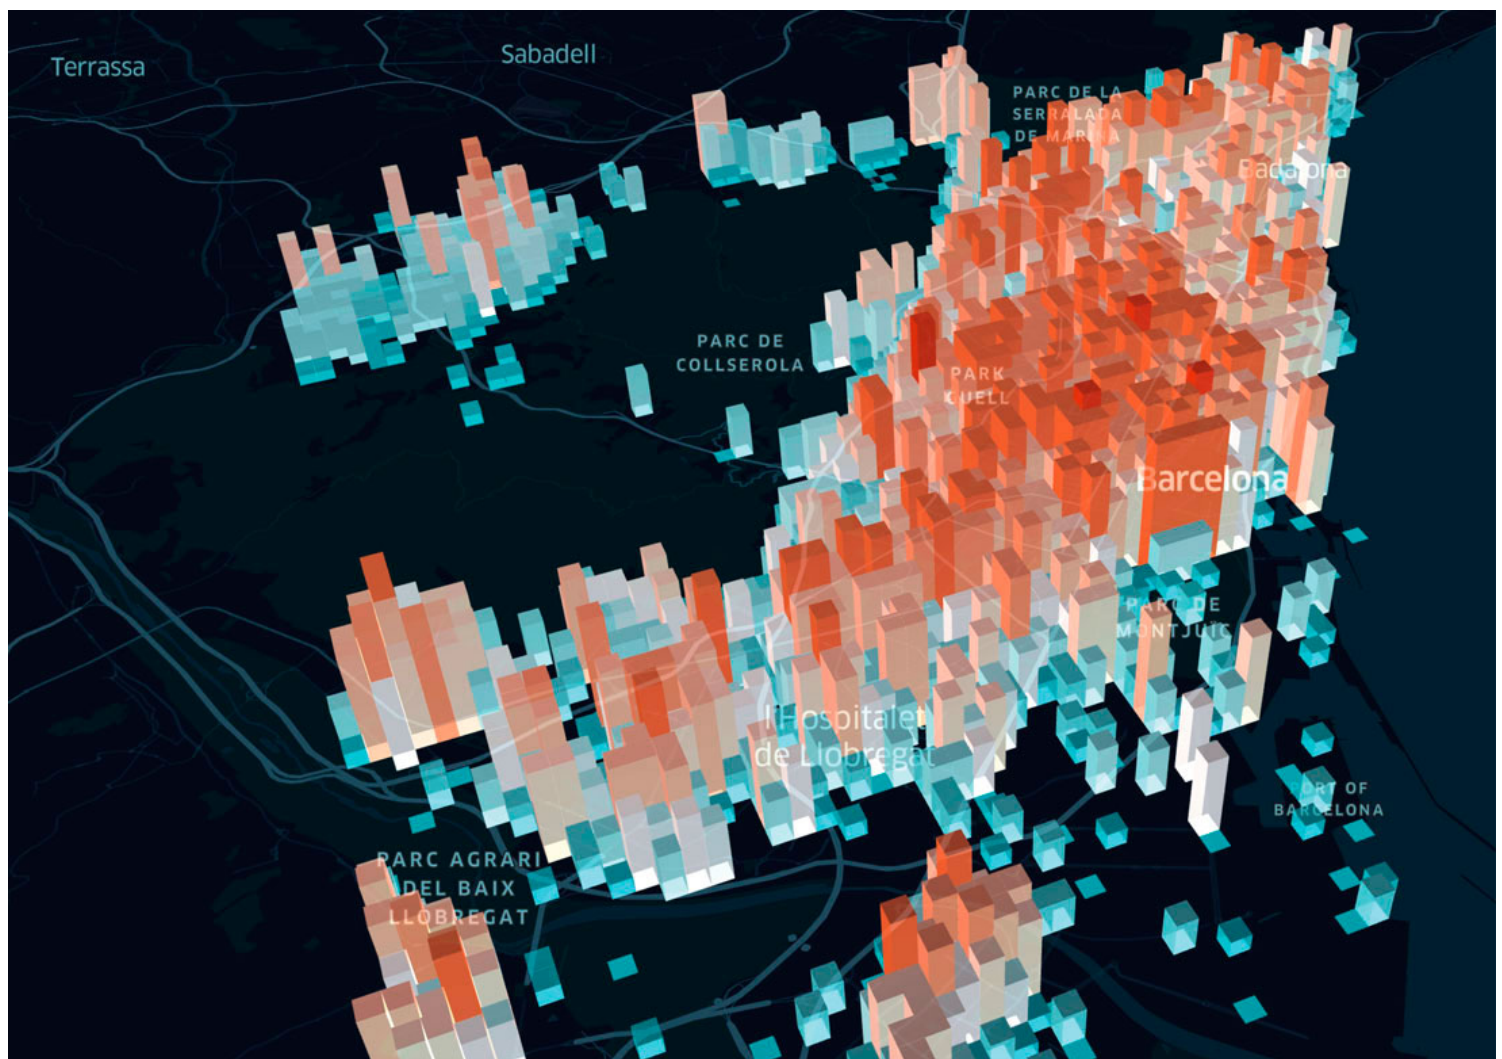 Terrassa
Sabadell
PARC DE LA
SERRALADA
DE MARINA
Badalona
PARC DE
COLLSEROLA
PARK
GUELL
Barcelona
PARC DE
MONTJUÏC
l'Hospitalet
de Llobregat
PORT OF
BARCELONA
PARC AGRARI
DEL BAIX
LLOBREGAT